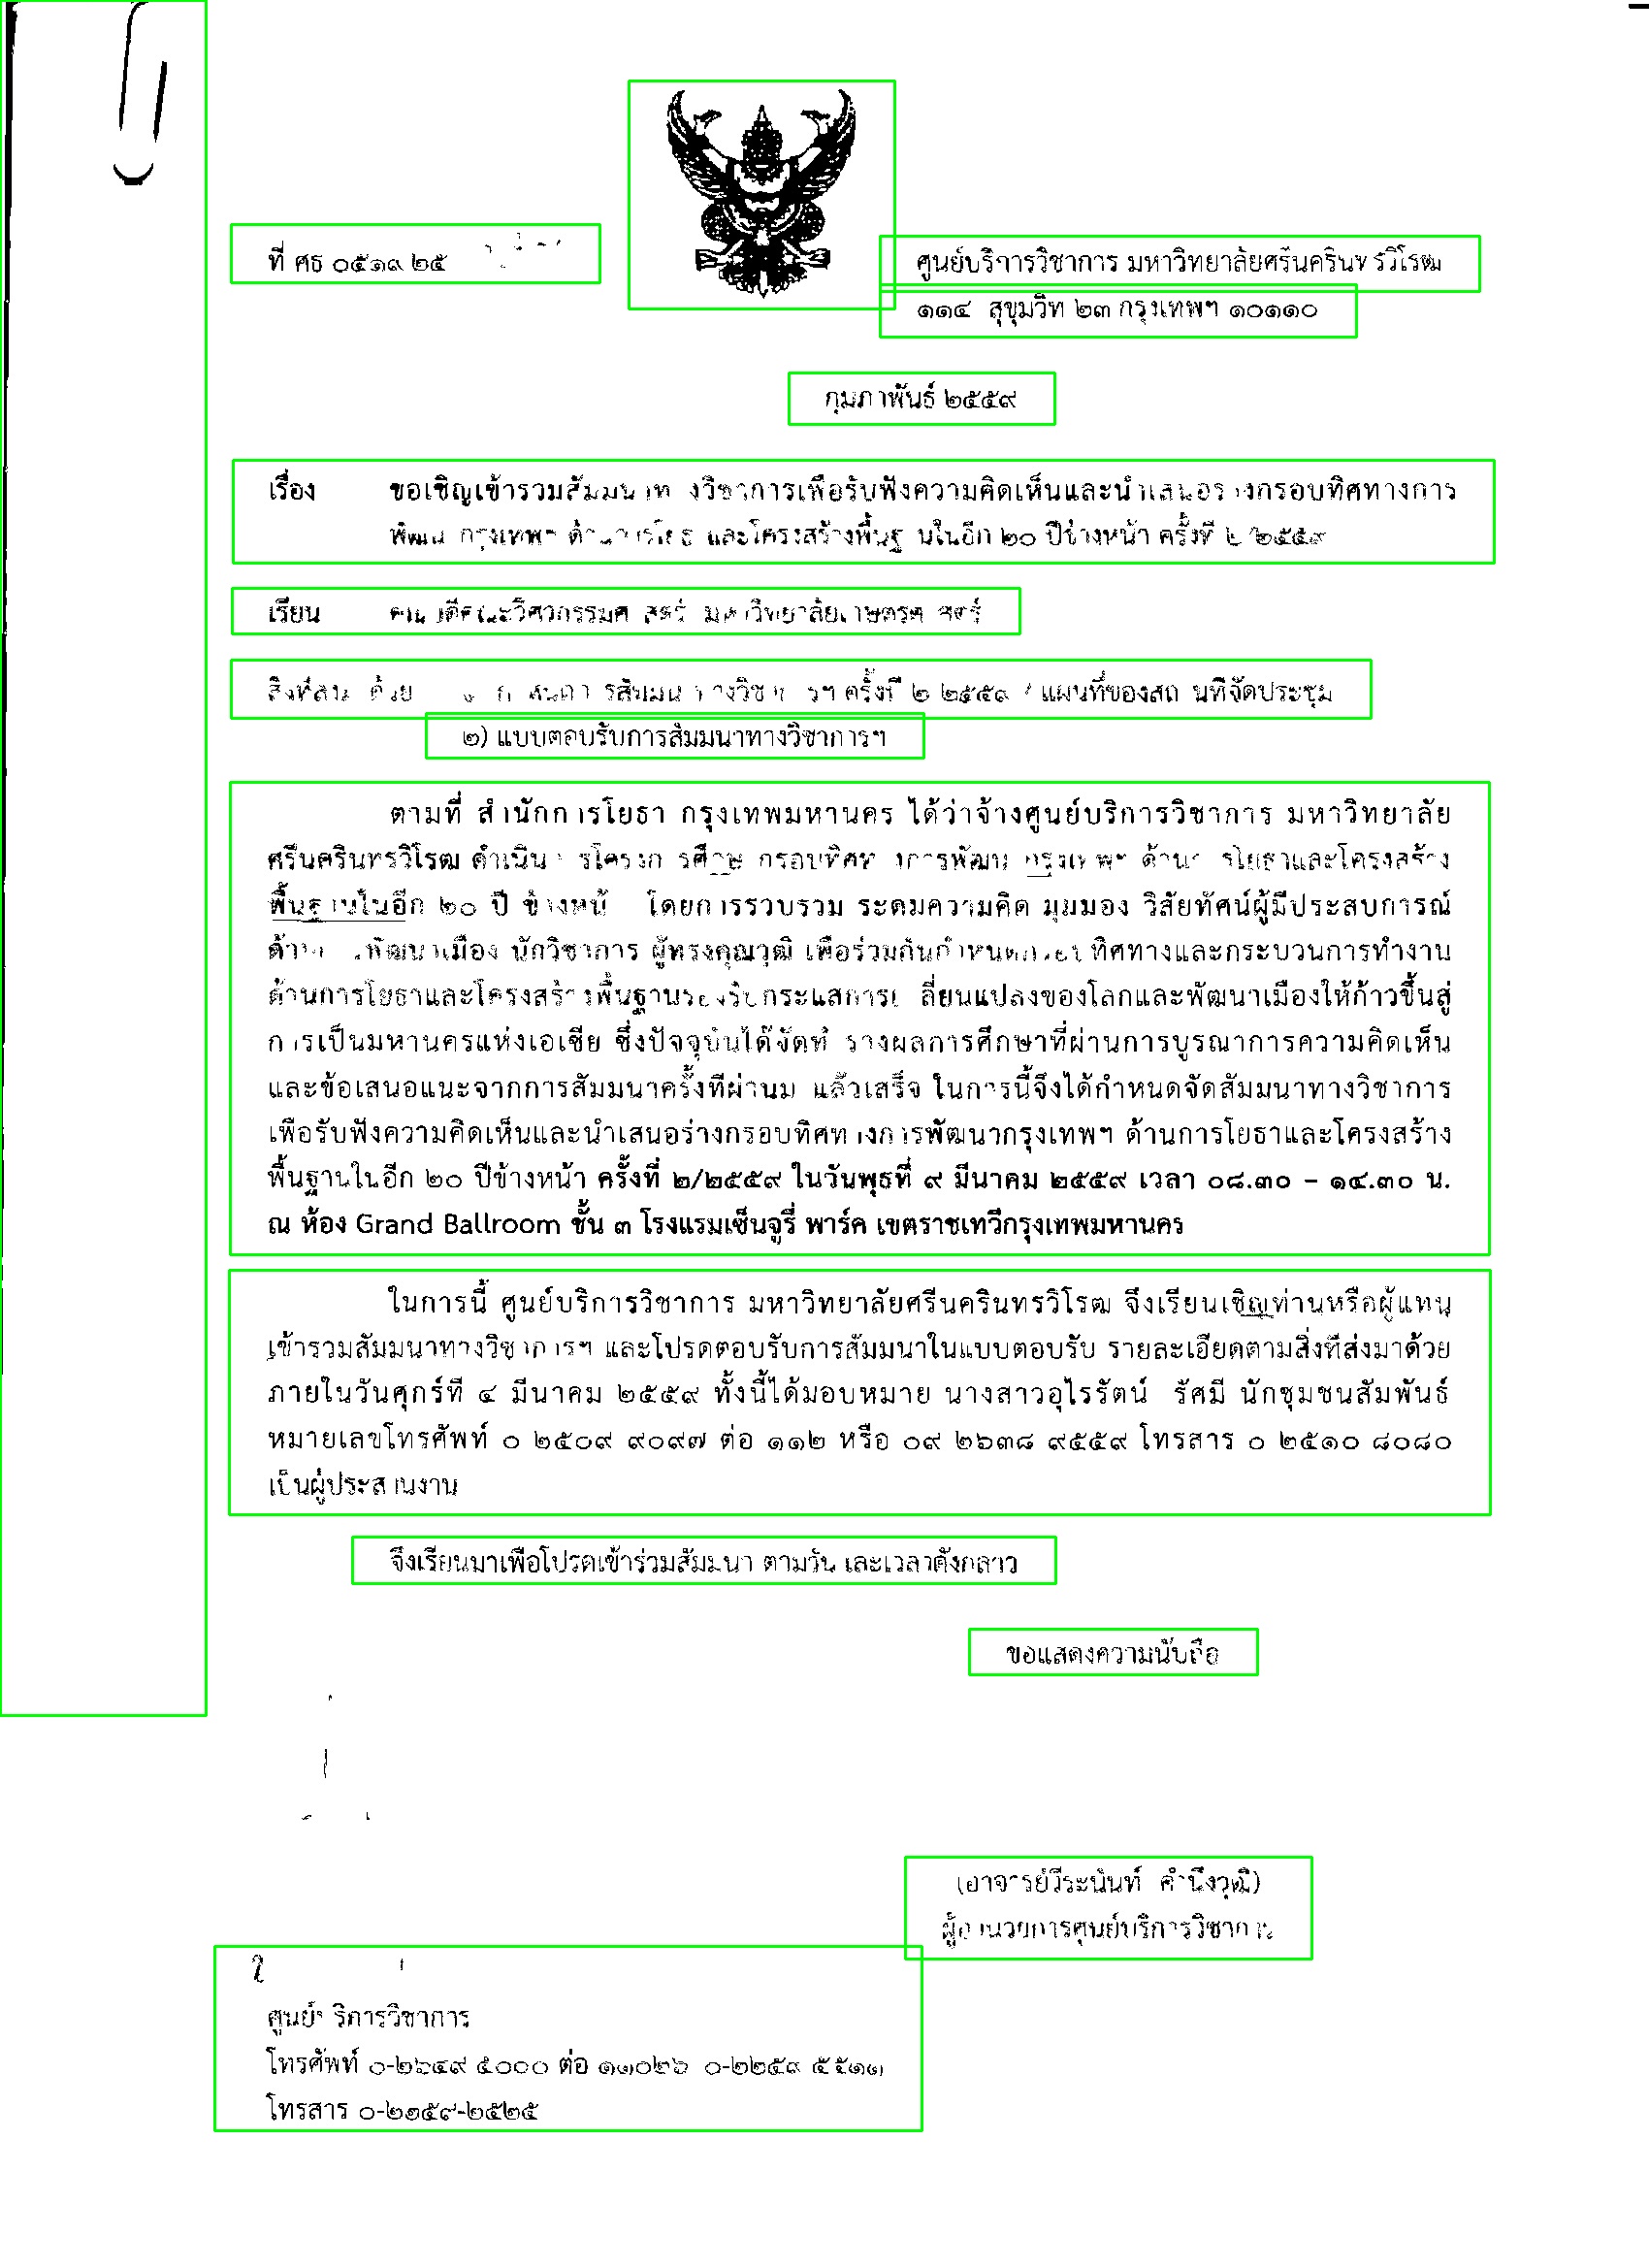 ที่ ศธ ๐๕๑๙ ๒๕
ศูนย์บริการวิชาการ มหาวิทยาลัยศรีนครินทรวิโรฒ
๑๑๔ สุขุมวิท ๒๓ กรุงเทพฯ ๑๐๑๑๐
กุมภาพันธ์ ๒๕๕๙
เรื่อง ขอเชิญเข้าร่วมสัมมนาทางวิชาการเพื่อรับฟังความคิดเห็นและนำเสนอร่างกรอบทิศทางการ
พัฒนากรุงเทพฯ ด้านการโยธา และโครงสร้างพื้นฐานในอีก ๒๐ ปีข้างหน้า ครั้งที่ ๒/๒๕๕๙
เรียน คณบดีคณะวิศวกรรมศาสตร์ มหาวิทยาลัยเกษตรศาสตร์
สิ่งที่ส่งมาด้วย สัมมนาทางวิชาการฯ ครั้งที่ ๒ ๒๕๕๙ / แผนที่ของสถานที่จัดประชุม
๒) แบบตอบรับการสัมมนาทางวิชาการฯ
ตามที่ สำนักการโยธา กรุงเทพมหานคร ได้ว่าจ้างศูนย์บริการวิชาการ มหาวิทยาลัย
ศรีนครินทรวิโรฒ ดำเนินการโครงการศึกษากรอบทิศทางการพัฒนากรุงเทพฯ ด้านการโยธาและโครงสร้าง
พื้นฐานในอีก ๒๐ ปี ข้างหน้า โดยการรวบรวม ระดมความคิด มุมมอง วิสัยทัศน์ผู้มีประสบการณ์
ด้านการพัฒนาเมือง นักวิชาการ ผู้ทรงคุณวุฒิ เพื่อร่วมกันกำหนดกรอบทิศทางและกระบวนการทำงาน
ด้านการโยธาและโครงสร้างพื้นฐานรองรับกระแสการเปลี่ยนแปลงของโลกและพัฒนาเมืองให้ก้าวขึ้นสู่
การเป็นมหานครแห่งเอเชีย ซึ่งปัจจุบันได้จัดทำร่างผลการศึกษาที่ผ่านการบูรณาการความคิดเห็น
และข้อเสนอแนะจากการสัมมนาครั้งที่ผ่านมา แล้วเสร็จ ในการนี้จึงได้กำหนดจัดสัมมนาทางวิชาการ
เพื่อรับฟังความคิดเห็นและนำเสนอร่างกรอบทิศทางการพัฒนากรุงเทพฯ ด้านการโยธาและโครงสร้าง
พื้นฐานในอีก ๒๐ ปีข้างหน้า ครั้งที่ ๒/๒๕๕๙ ในวันพุธที่ ๙ มีนาคม ๒๕๕๙ เวลา ๐๘.๓๐ – ๑๔.๓๐ น.
ณ ห้อง Grand Ballroom ชั้น ๓ โรงแรมเซ็นจูรี่ พาร์ค เขตราชเทวีกรุงเทพมหานคร
ในการนี้ ศูนย์บริการวิชาการ มหาวิทยาลัยศรีนครินทรวิโรฒ จึงเรียนเชิญท่านหรือผู้แทน
เข้าร่วมสัมมนาทางวิชาการฯ และโปรดตอบรับการสัมมนาในแบบตอบรับ รายละเอียดตามสิ่งที่ส่งมาด้วย
ภายในวันศุกร์ที่ ๔ มีนาคม ๒๕๕๙ ทั้งนี้ได้มอบหมาย นางสาวอุไรรัตน์ รัศมี นักชุมชนสัมพันธ์
หมายเลขโทรศัพท์ ๐ ๒๕๐๙ ๙๐๙๗ ต่อ ๑๑๒ หรือ ๐๙ ๒๖๓๘ ๙๕๕๙ โทรสาร ๐ ๒๕๑๐ ๘๐๘๐
เป็นผู้ประสานงาน
จึงเรียนมาเพื่อโปรดเข้าร่วมสัมมนา ตามวัน และเวลาดังกล่าว
ขอแสดงความนับถือ
(อาจารย์วีระนันท์ คำนึงวุฒิ)
ผู้อำนวยการศูนย์บริการวิชาการ
ศูนย์บริการวิชาการ
โทรศัพท์ ๐-๒๖๔๙ ๕๐๐๐ ต่อ ๑๑๐๒๖ ๐-๒๒๕๙ ๕๕๑๑
โทรสาร ๐-๒๒๕๙-๒๕๒๕